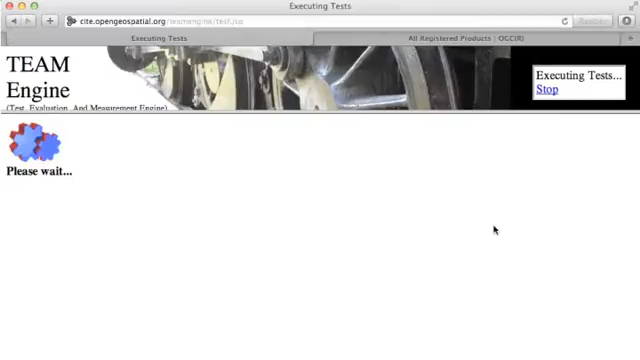 Executing Tests
cite.opengeospatial.org/teamengine/test.jsp
Reader
Executing Tests
All Registered Products | OGC(R)
TEAM
Engine
(Test, Evaluation, And Measurement Engine)
Executing Tests...
Stop
Please wait...